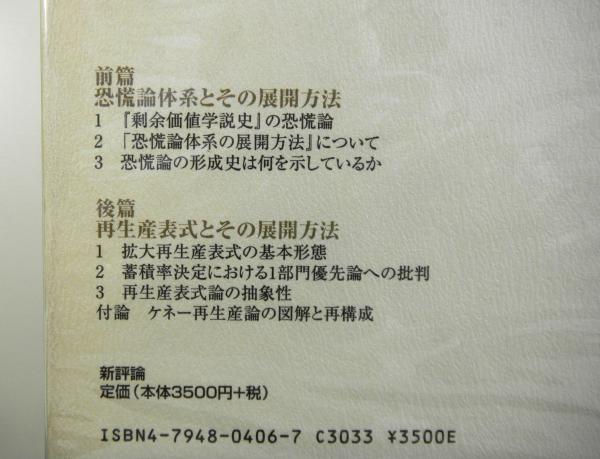 前篇
恐慌論体系とその展開方法
1 『剰余価値学説史』の恐慌論
2 「恐慌論体系の展開方法』について
3 恐慌論の形成史は何を示しているか
後篇
再生産表式とその展開方法
1 拡大再生産表式の基本形態
2 蓄積率決定における1部門優先論への批判
3 再生産表式論の抽象性
付論 ケネー再生産論の図解と再構成
新評論
定価(本体3500円+税)
ISBN4-7948-0406-7 C3033 ¥3500E